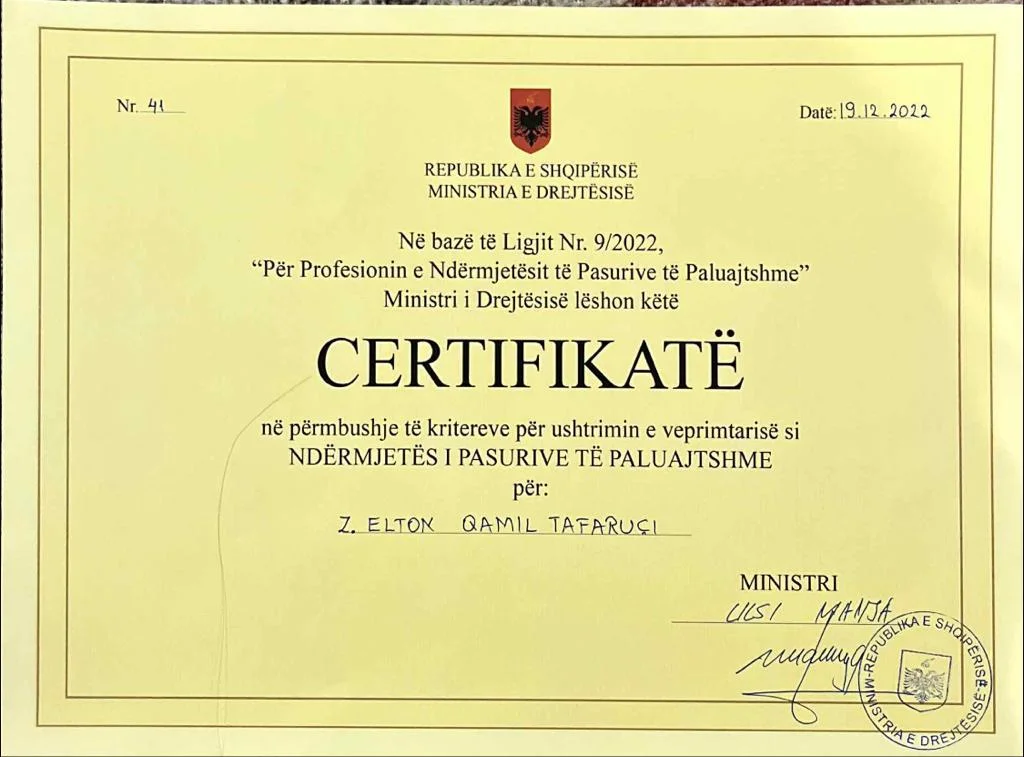 Nr. 41
Datë: 19.12.2022
REPUBLIKA E SHQIPËRISË
MINISTRIA E DREJTËSISË
Në bazë të Ligjit Nr. 9/2022,
“Për Profesionin e Ndërmjetësit të Pasurive të Paluajtshme”
Ministri i Drejtësisë lëshon këtë
CERTIFIKATË
në përmbushje të kritereve për ushtrimin e veprimtarisë si
NDËRMJETËS I PASURIVE TË PALUAJTSHME
për:
Z. ELTON QAMIL TAFARUÇI
MINISTRI
ULSI MANJA
REPUBLIKA E SHQIPËRISË
MINISTRIA E DREJTËSISË